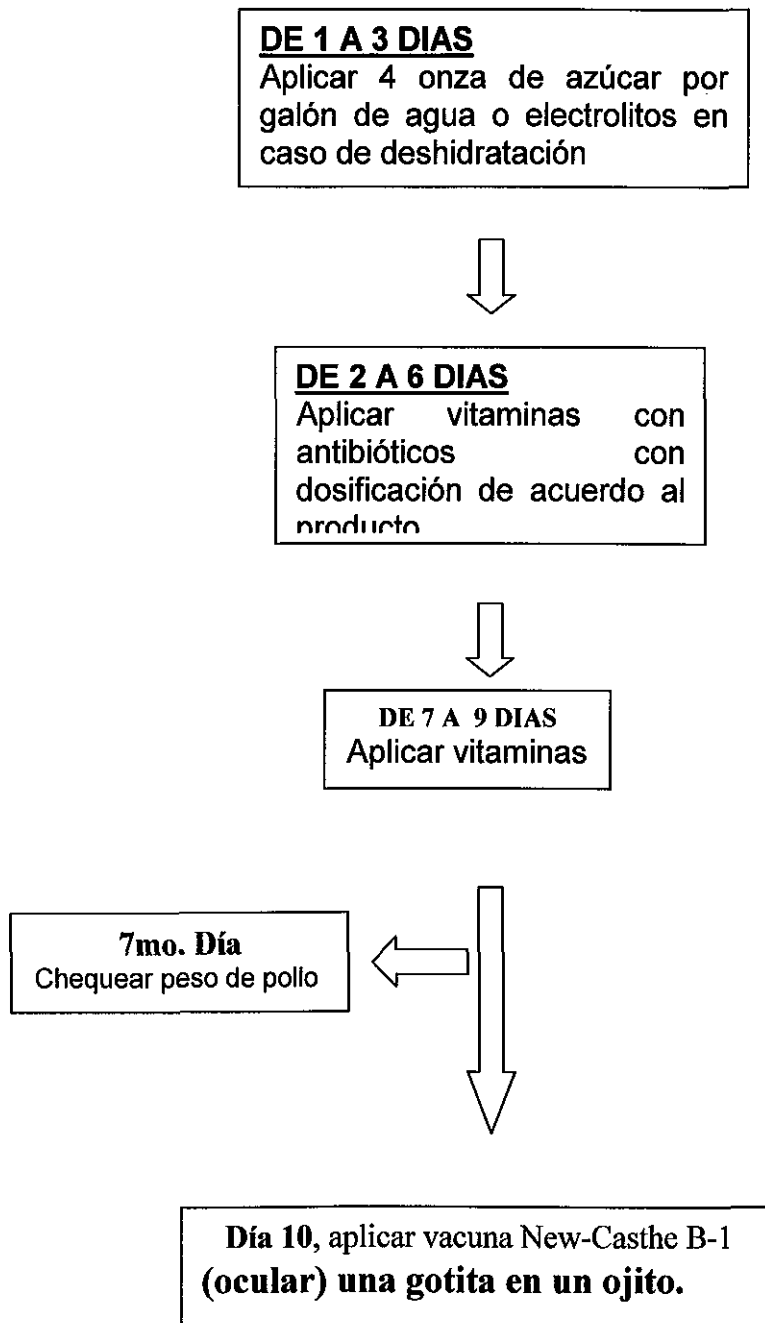 DE 1 A 3 DIAS
Aplicar 4 onza de azúcar por
galón de agua o electrolitos en
caso de deshidratación
DE 2 A 6 DIAS
Aplicar vitaminas con
antibióticos con
dosificación de acuerdo al
producto
DE 7 A 9 DIAS
Aplicar vitaminas
7mo. Día
Chequear peso de pollo
Día 10, aplicar vacuna New-Casthe B-1
(ocular) una gotita en un ojito.